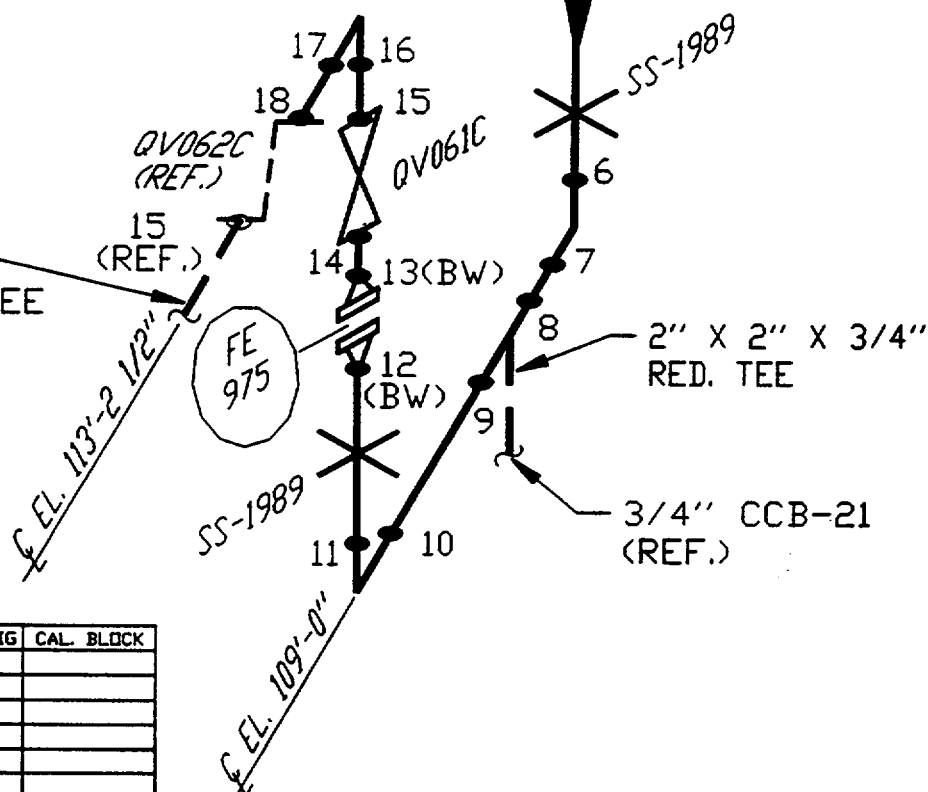 17
16
SS-1989
18
15
QV062C
(REF.)
QV061C
6
15
(REF.)
7
14
13(BW)
EE
8
FE
975
2" X 2" X 3/4"
RED. TEE
12
(BW)
9
℄ EL. 113'-2 1/2"
SS-1989
3/4" CCB-21
(REF.)
11
10
℄ EL. 109'-0"
IG CAL. BLOCK